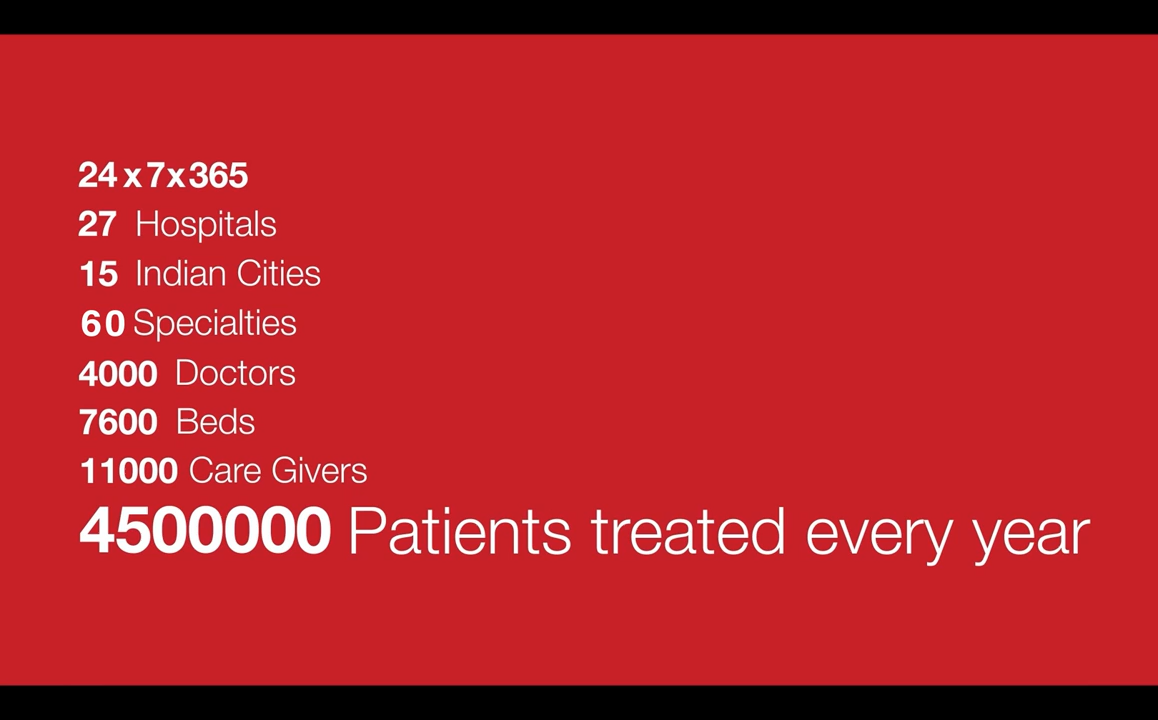 24x7x365
27 Hospitals
15 Indian Cities
60 Specialties
4000 Doctors
7600 Beds
11000 Care Givers
4500000 Patients treated every year